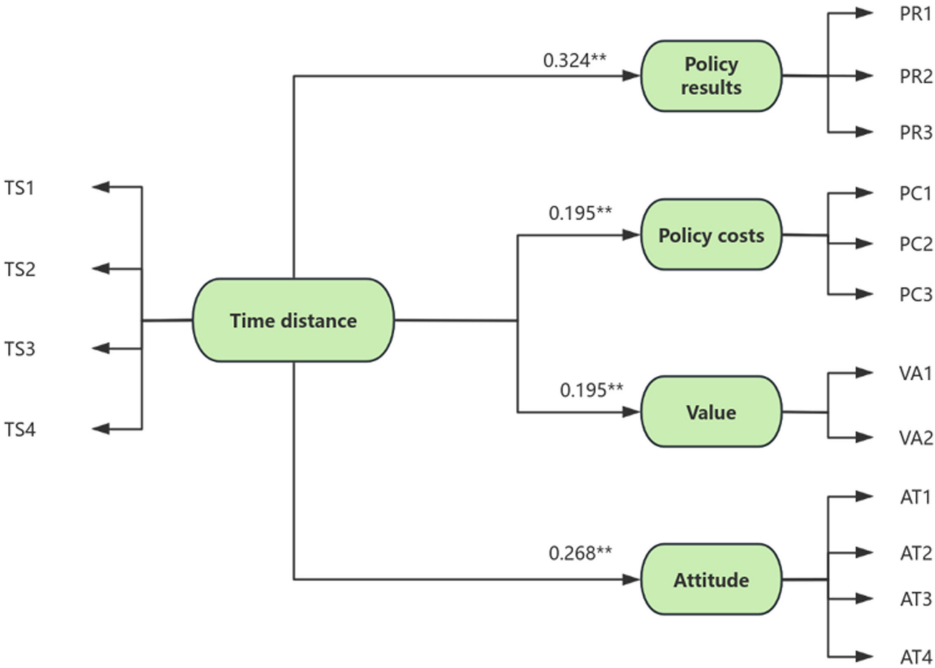 TS1
TS2
TS3
TS4
Time distance
0.324**
Policy
results
PR1
PR2
PR3
0.195**
Policy costs
PC1
PC2
PC3
0.195**
Value
VA1
VA2
0.268**
Attitude
AT1
AT2
AT3
AT4